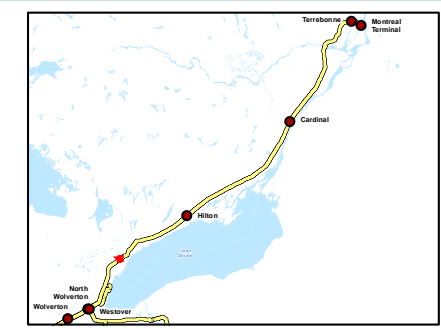 Terrebonne
Montreal
Terminal
Cardinal
Hilton
North
Wolverton
Wolverton
Westover